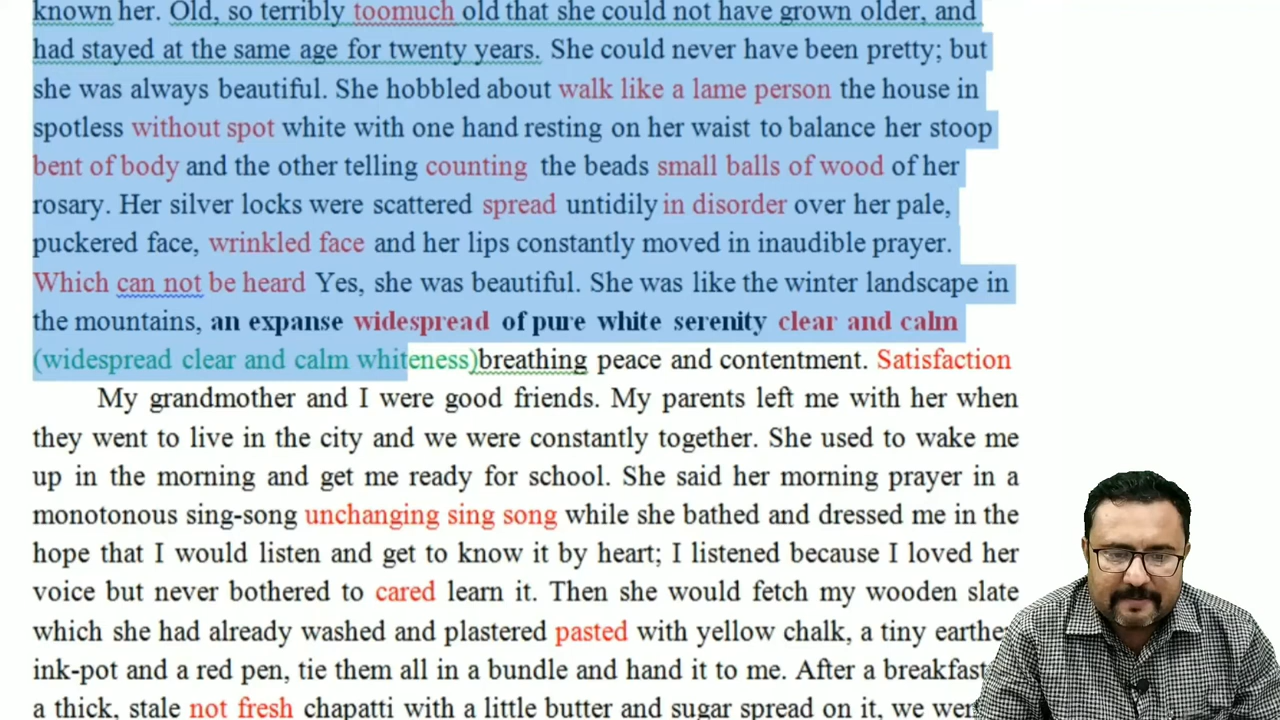 known her. Old, so terribly toomuch old that she could not have grown older, and
had stayed at the same age for twenty years. She could never have been pretty; but
she was always beautiful. She hobbled about walk like a lame person the house in
spotless without spot white with one hand resting on her waist to balance her stoop
bent of body and the other telling counting the beads small balls of wood of her
rosary. Her silver locks were scattered spread untidily in disorder over her pale,
puckered face, wrinkled face and her lips constantly moved in inaudible prayer.
Which can not be heard Yes, she was beautiful. She was like the winter landscape in
the mountains, an expanse widespread of pure white serenity clear and calm
(widespread clear and calm whiteness)breathing peace and contentment. Satisfaction
My grandmother and I were good friends. My parents left me with her when
they went to live in the city and we were constantly together. She used to wake me
up in the morning and get me ready for school. She said her morning prayer in a
monotonous sing-song unchanging sing song while she bathed and dressed me in the
hope that I would listen and get to know it by heart; I listened because I loved her
voice but never bothered to cared learn it. Then she would fetch my wooden slate
which she had already washed and plastered pasted with yellow chalk, a tiny earthe
ink-pot and a red pen, tie them all in a bundle and hand it to me. After a breakfast
a thick, stale not fresh chapatti with a little butter and sugar spread on it, we wen